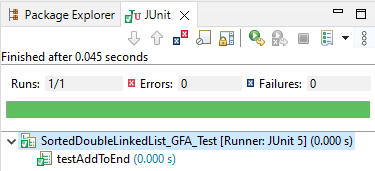 Package Explorer JUnit
Finished after 0.045 seconds
Runs: 1/1 Errors: 0 Failures: 0
SortedDoubleLinkedList_GFA_Test [Runner: JUnit 5] (0.000 s)
testAddToEnd (0.000 s)